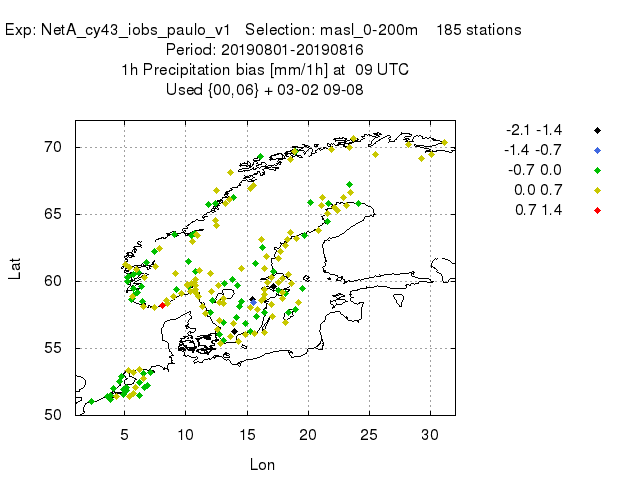 Exp: NetA_cy43_iobs_paulo_v1   Selection: masl_0-200m    185 stations
Period: 20190801-20190816
1h Precipitation bias [mm/1h] at  09 UTC
Used {00,06} + 03-02 09-08
-2.1 -1.4
-1.4 -0.7
-0.7 0.0
0.0 0.7
0.7 1.4
70
65
60
55
50
Lat
5 10 15 20 25 30
Lon